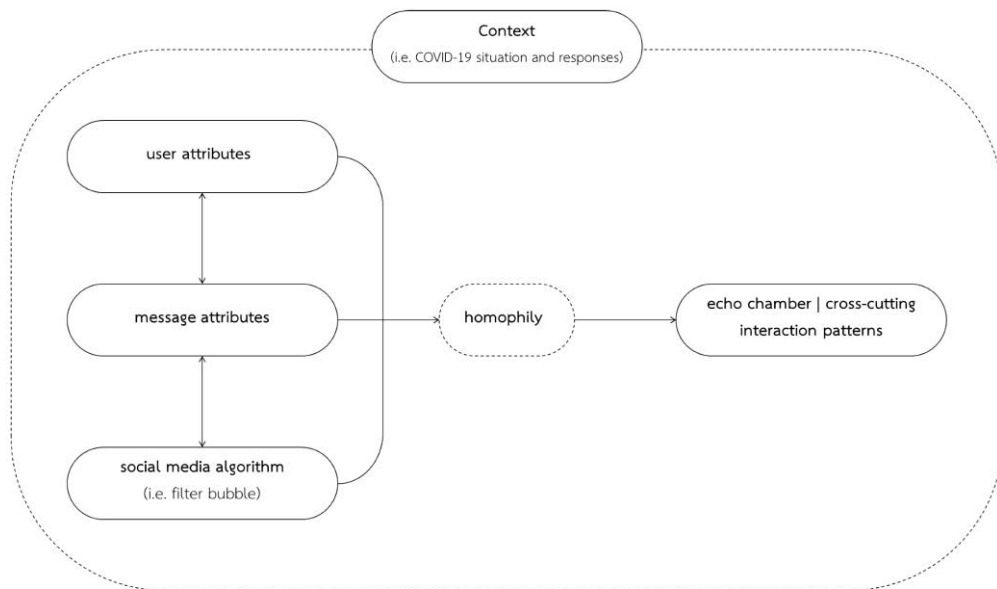 Context
(i.e. COVID-19 situation and responses)
user attributes
message attributes
homophily
echo chamber | cross-cutting
interaction patterns
social media algorithm
(i.e. filter bubble)